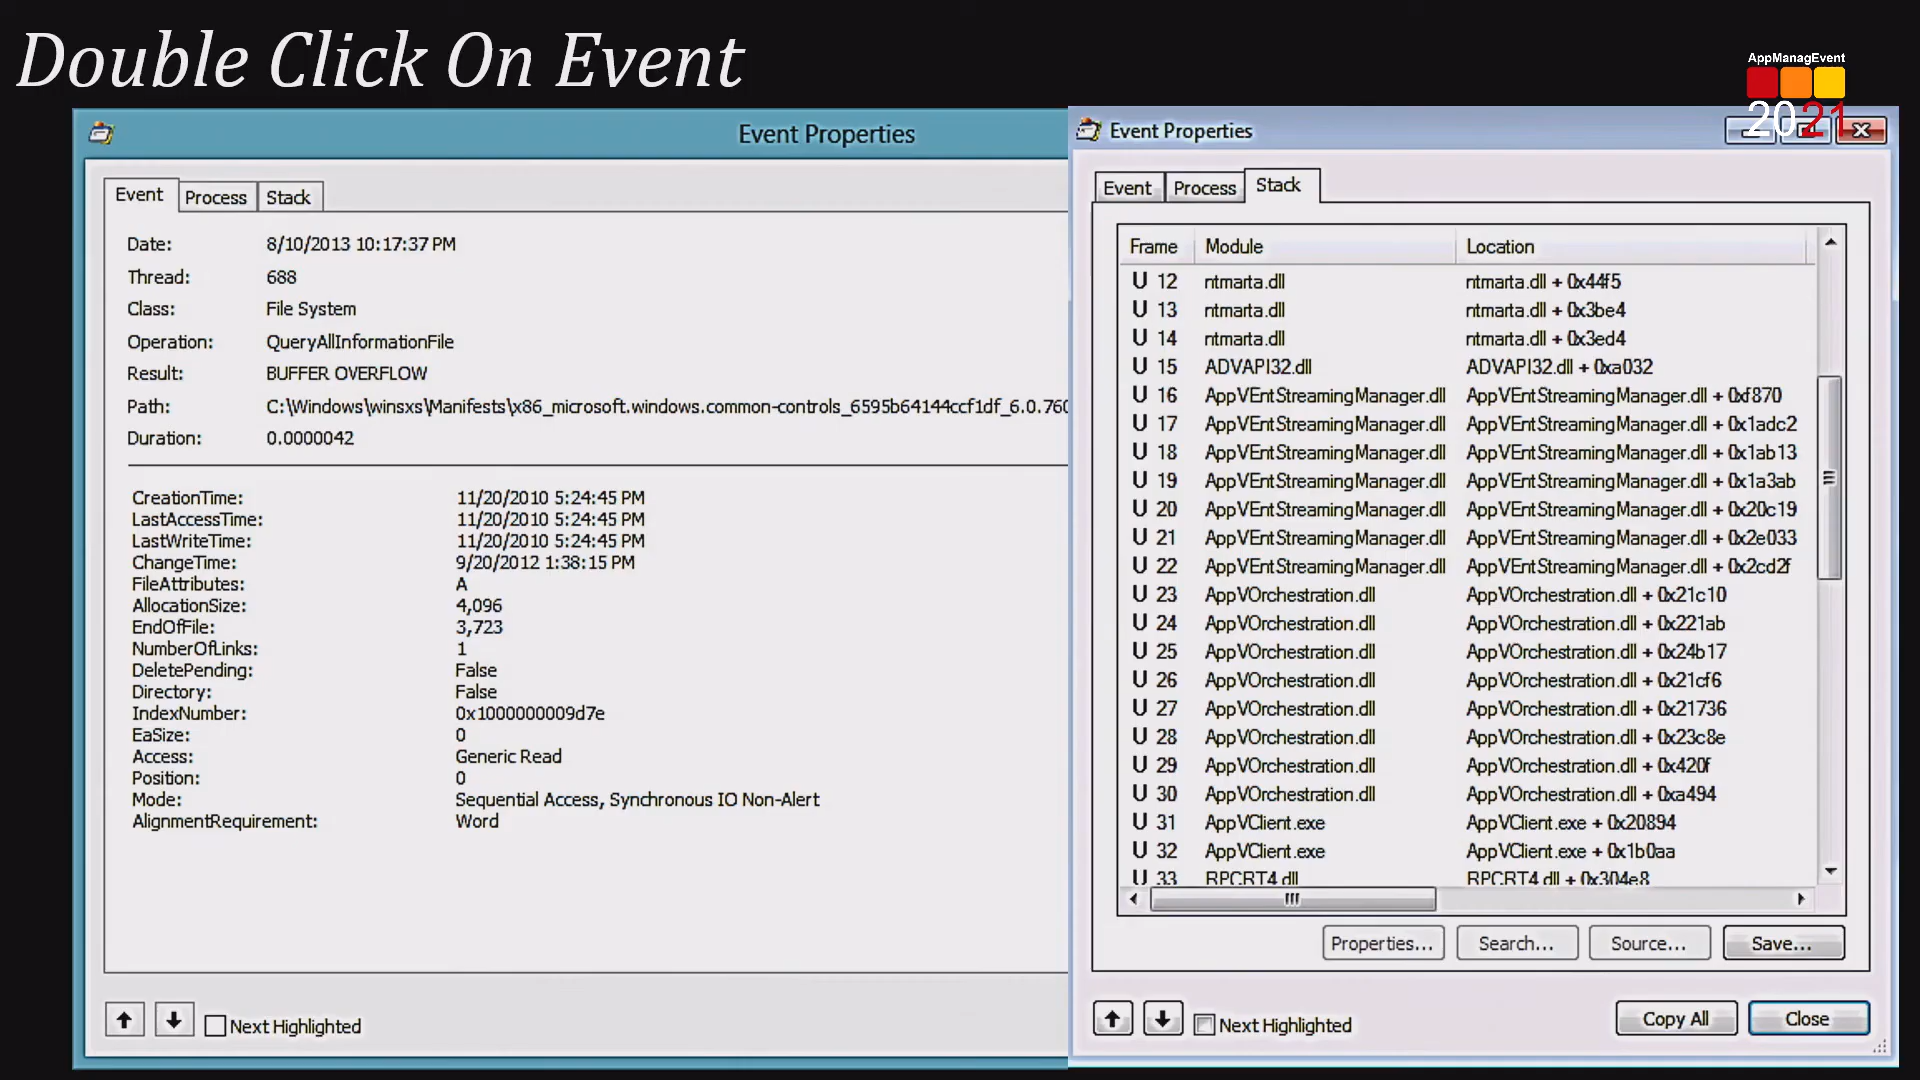 Double Click On Event
AppManagEvent
2021
Event Properties
Event Process Stack
Date: 8/10/2013 10:17:37 PM
Thread: 688
Class: File System
Operation: QueryAllInformationFile
Result: BUFFER OVERFLOW
Path: C:\Windows\winsxs\Manifests\x86_microsoft.windows.common-controls_6595b64144ccf1df_6.0.760
Duration: 0.0000042
CreationTime: 11/20/2010 5:24:45 PM
LastAccessTime: 11/20/2010 5:24:45 PM
LastWriteTime: 11/20/2010 5:24:45 PM
ChangeTime: 9/20/2012 1:38:15 PM
FileAttributes: A
AllocationSize: 4,096
EndOfFile: 3,723
NumberOfLinks: 1
DeletePending: False
Directory: False
IndexNumber: 0x1000000009d7e
EaSize: 0
Access: Generic Read
Position: 0
Mode: Sequential Access, Synchronous IO Non-Alert
AlignmentRequirement: Word
Next Highlighted
Event Properties
Event Process Stack
Frame Module Location
U 12 ntmarta.dll ntmarta.dll + 0x44f5
U 13 ntmarta.dll ntmarta.dll + 0x3be4
U 14 ntmarta.dll ntmarta.dll + 0x3ed4
U 15 ADVAPI32.dll ADVAPI32.dll + 0xa032
U 16 AppVEntStreamingManager.dll AppVEntStreamingManager.dll + 0xf870
U 17 AppVEntStreamingManager.dll AppVEntStreamingManager.dll + 0x1adc2
U 18 AppVEntStreamingManager.dll AppVEntStreamingManager.dll + 0x1ab13
U 19 AppVEntStreamingManager.dll AppVEntStreamingManager.dll + 0x1a3ab
U 20 AppVEntStreamingManager.dll AppVEntStreamingManager.dll + 0x20c19
U 21 AppVEntStreamingManager.dll AppVEntStreamingManager.dll + 0x2e033
U 22 AppVEntStreamingManager.dll AppVEntStreamingManager.dll + 0x2cd2f
U 23 AppVOrchestration.dll AppVOrchestration.dll + 0x21c10
U 24 AppVOrchestration.dll AppVOrchestration.dll + 0x221ab
U 25 AppVOrchestration.dll AppVOrchestration.dll + 0x24b17
U 26 AppVOrchestration.dll AppVOrchestration.dll + 0x21cf6
U 27 AppVOrchestration.dll AppVOrchestration.dll + 0x21736
U 28 AppVOrchestration.dll AppVOrchestration.dll + 0x23c8e
U 29 AppVOrchestration.dll AppVOrchestration.dll + 0x420f
U 30 AppVOrchestration.dll AppVOrchestration.dll + 0xa494
U 31 AppVClient.exe AppVClient.exe + 0x20894
U 32 AppVClient.exe AppVClient.exe + 0x1b0aa
U 33 RPCRT4.dll RPCRT4.dll + 0x304e8
Properties... Search... Source... Save...
Next Highlighted Copy All Close